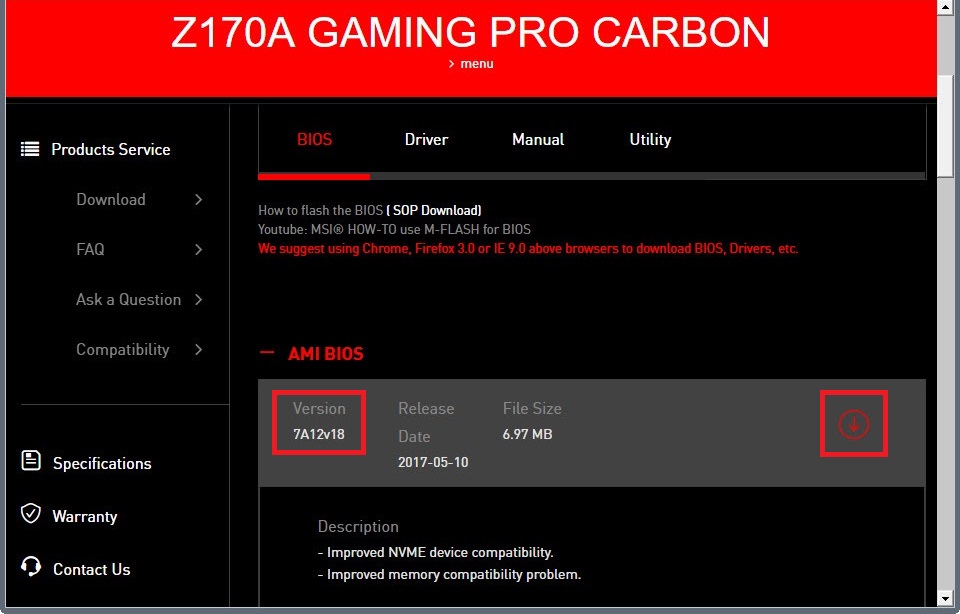 Z170A GAMING PRO CARBON
> menu
Products Service
Download >
FAQ >
Ask a Question >
Compatibility >
Specifications
Warranty
Contact Us
BIOS Driver Manual Utility
How to flash the BIOS ( SOP Download)
Youtube: MSI® HOW-TO use M-FLASH for BIOS
We suggest using Chrome, Firefox 3.0 or IE 9.0 above browsers to download BIOS, Drivers, etc.
— AMI BIOS
Version
7A12v18
Release
Date
2017-05-10
File Size
6.97 MB
Description
- Improved NVME device compatibility.
- Improved memory compatibility problem.